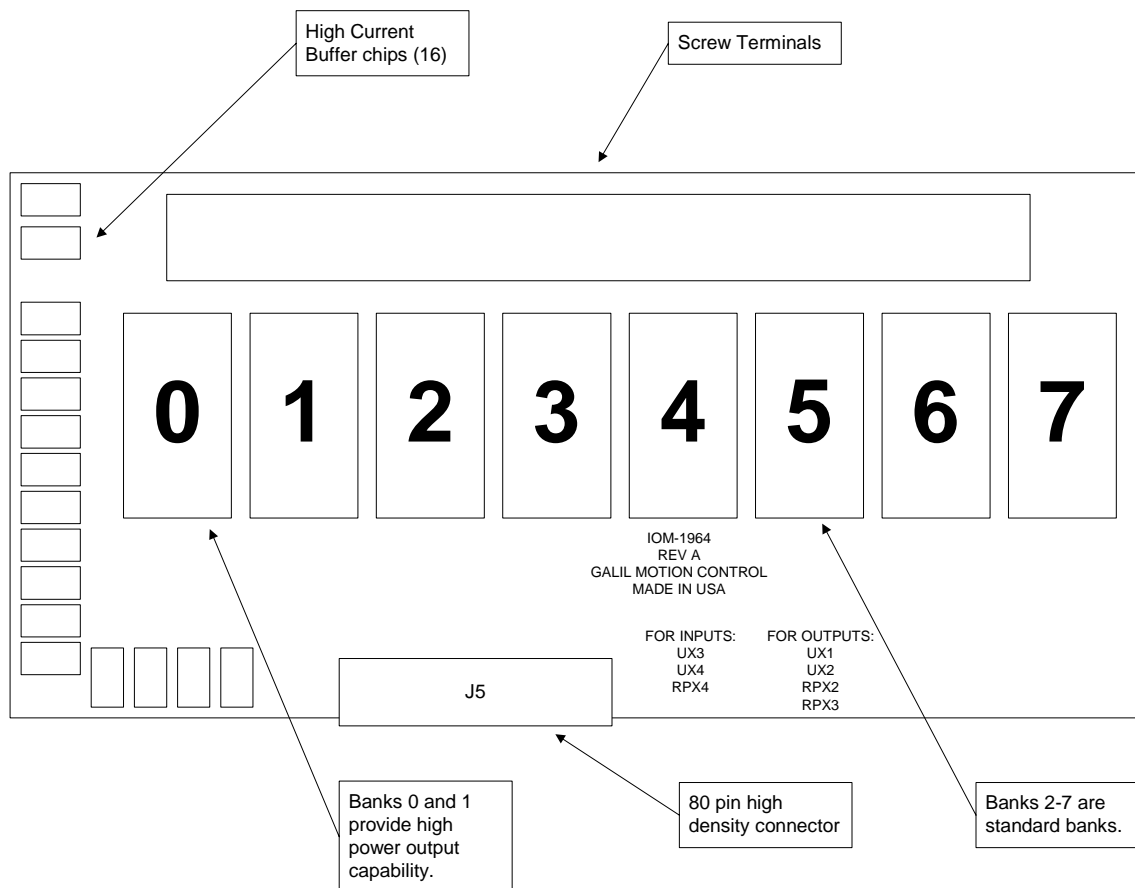 High Current
Buffer chips (16)
Screw Terminals
0 1 2 3 4 5 6 7
IOM-1964
REV A
GALIL MOTION CONTROL
MADE IN USA
FOR INPUTS:
UX3
UX4
RPX4
FOR OUTPUTS:
UX1
UX2
RPX2
RPX3
J5
Banks 0 and 1
provide high
power output
capability.
80 pin high
density connector
Banks 2-7 are
standard banks.